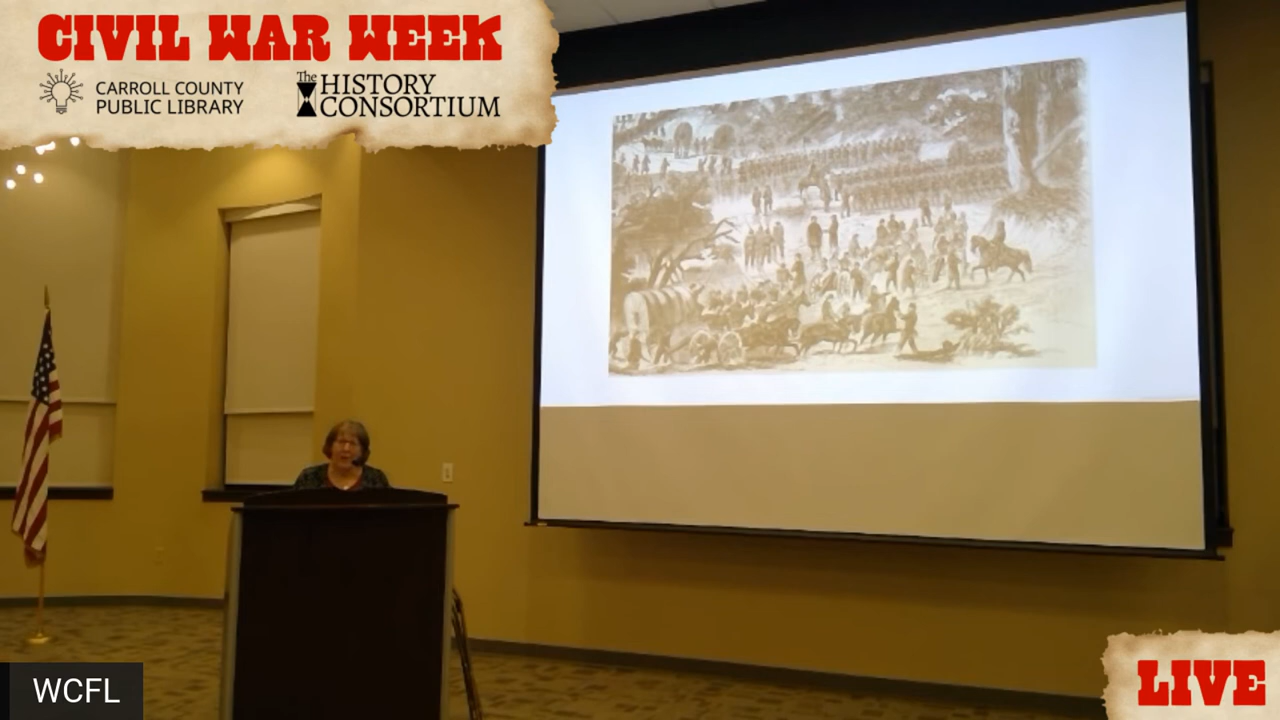 CIVIL WAR WEEK
CARROLL COUNTY
PUBLIC LIBRARY
The HISTORY
CONSORTIUM
WCFL
LIVE